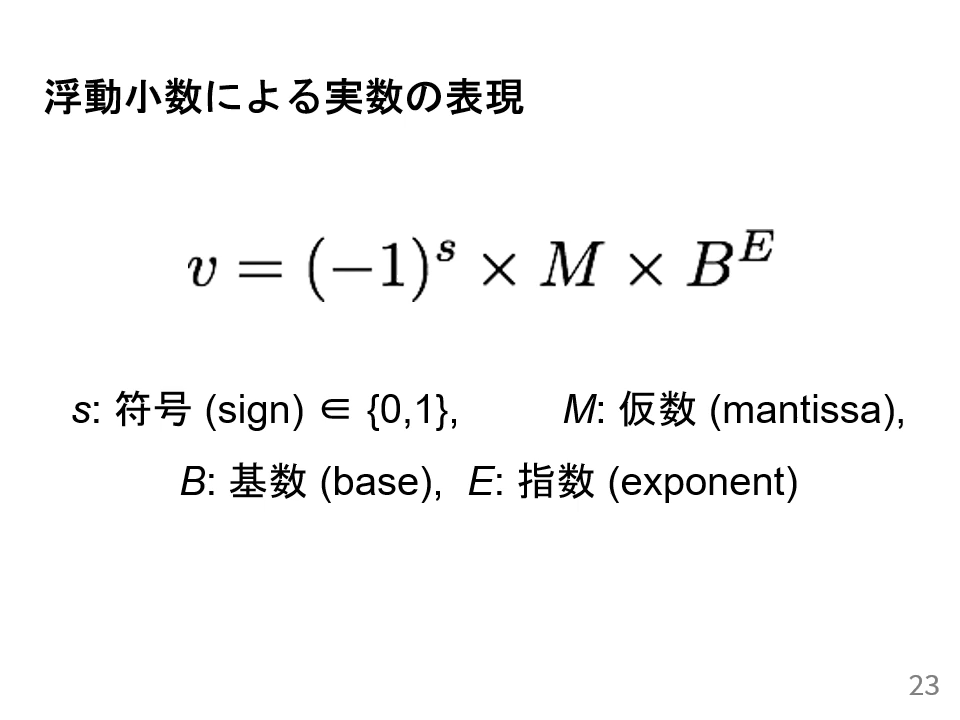 浮動小数による実数の表現
v = (−1)^s × M × B^E
s: 符号 (sign) ∈ {0,1}, M: 仮数 (mantissa),
B: 基数 (base), E: 指数 (exponent)
23